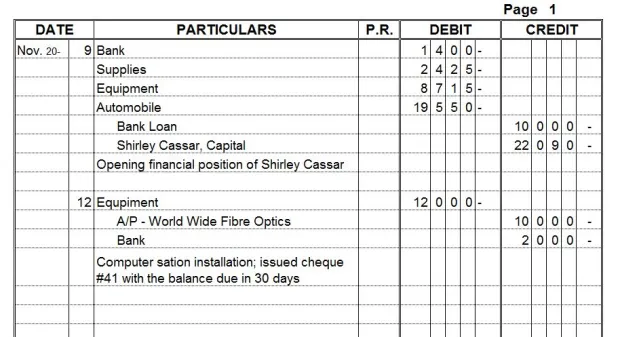 Page 1
DATE PARTICULARS P.R. DEBIT CREDIT
Nov. 20- 9 Bank 1 4 0 0 -
Supplies 2 4 2 5 -
Equipment 8 7 1 5 -
Automobile 19 5 5 0 -
Bank Loan 10 0 0 0 -
Shirley Cassar, Capital 22 0 9 0 -
Opening financial position of Shirley Cassar
12 Equpiment 12 0 0 0 -
A/P - World Wide Fibre Optics 10 0 0 0 -
Bank 2 0 0 0 -
Computer sation installation; issued cheque
#41 with the balance due in 30 days